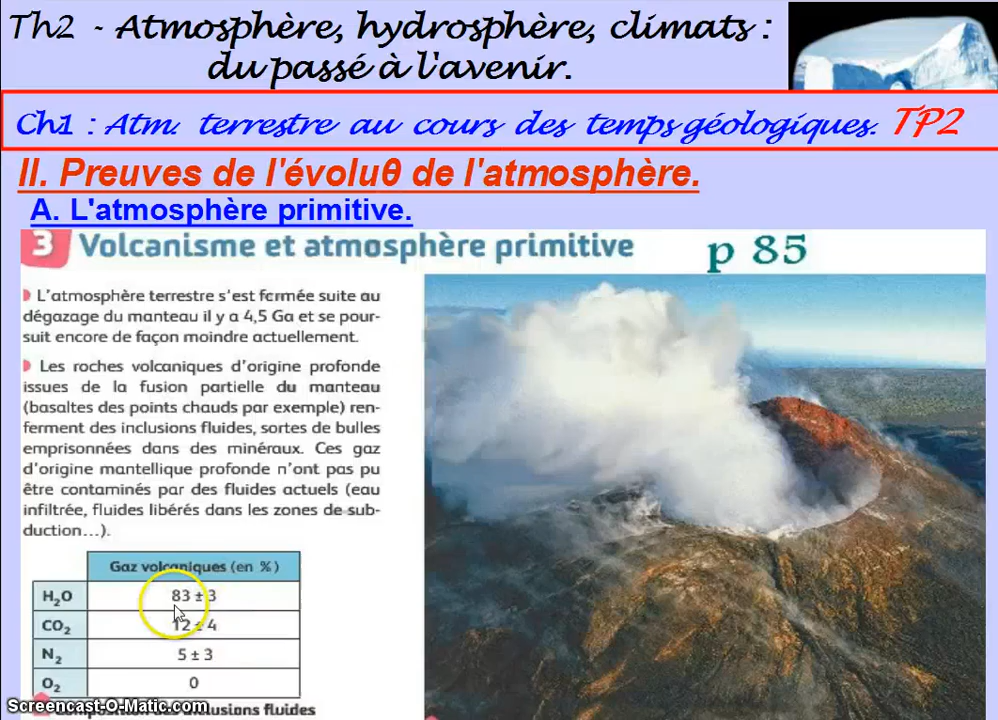 Th2 - Atmosphère, hydrosphère, climats :
du passé à l'avenir.
Ch1 : Atm. terrestre au cours des temps géologiques. TP2
II. Preuves de l'évoluθ de l'atmosphère.
A. L'atmosphère primitive.
3 Volcanisme et atmosphère primitive p 85
L'atmosphère terrestre s'est formée suite au
dégazage du manteau il y a 4,5 Ga et se pour-
suit encore de façon moindre actuellement.
Les roches volcaniques d'origine profonde
issues de la fusion partielle du manteau
(basaltes des points chauds par exemple) ren-
ferment des inclusions fluides, sortes de bulles
emprisonnées dans des minéraux. Ces gaz
d'origine mantellique profonde n'ont pas pu
être contaminés par des fluides actuels (eau
infiltrée, fluides libérés dans les zones de sub-
duction...).
Gaz volcaniques (en %)
H₂O 83 ± 3
CO₂ 12 ± 4
N₂ 5 ± 3
O₂ 0
Screencast-O-Matic.com
Composition des inclusions fluides